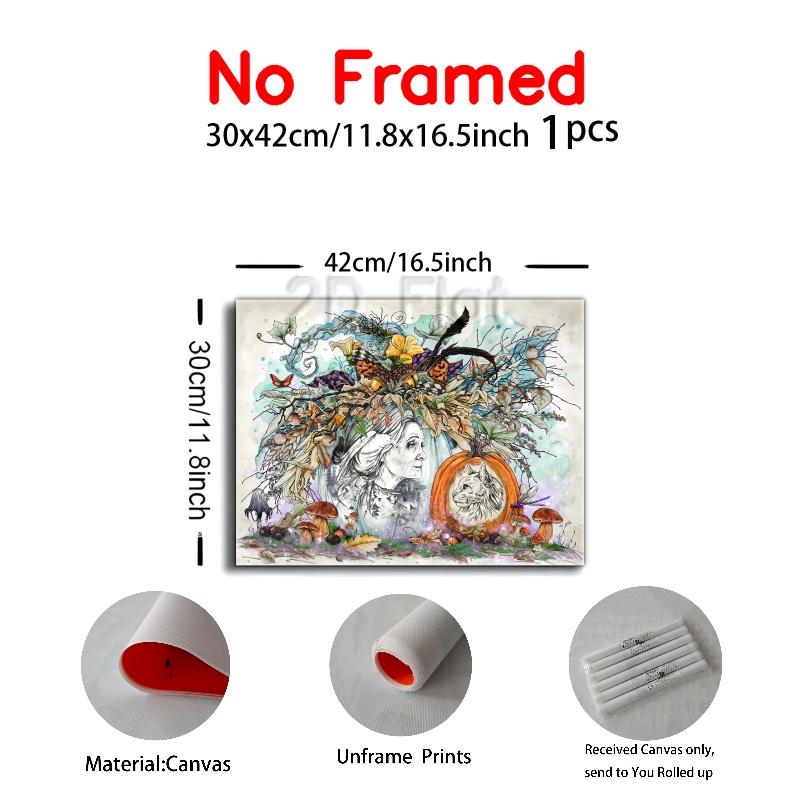 No Framed
30x42cm/11.8x16.5inch 1pcs
42cm/16.5inch
2D Flat
30cm/11.8inch
Material:Canvas
Unframe Prints
Received Canvas only,
send to You Rolled up